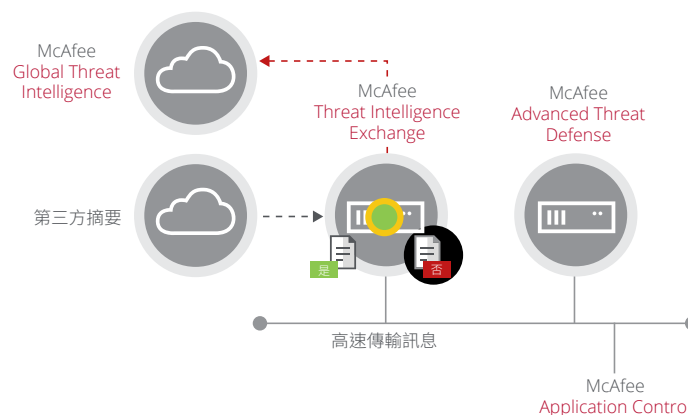 McAfee
Global Threat
Intelligence
McAfee
Threat Intelligence
Exchange
McAfee
Advanced Threat
Defense
第三方摘要
是
否
高速傳輸訊息
McAfee
Application Contro